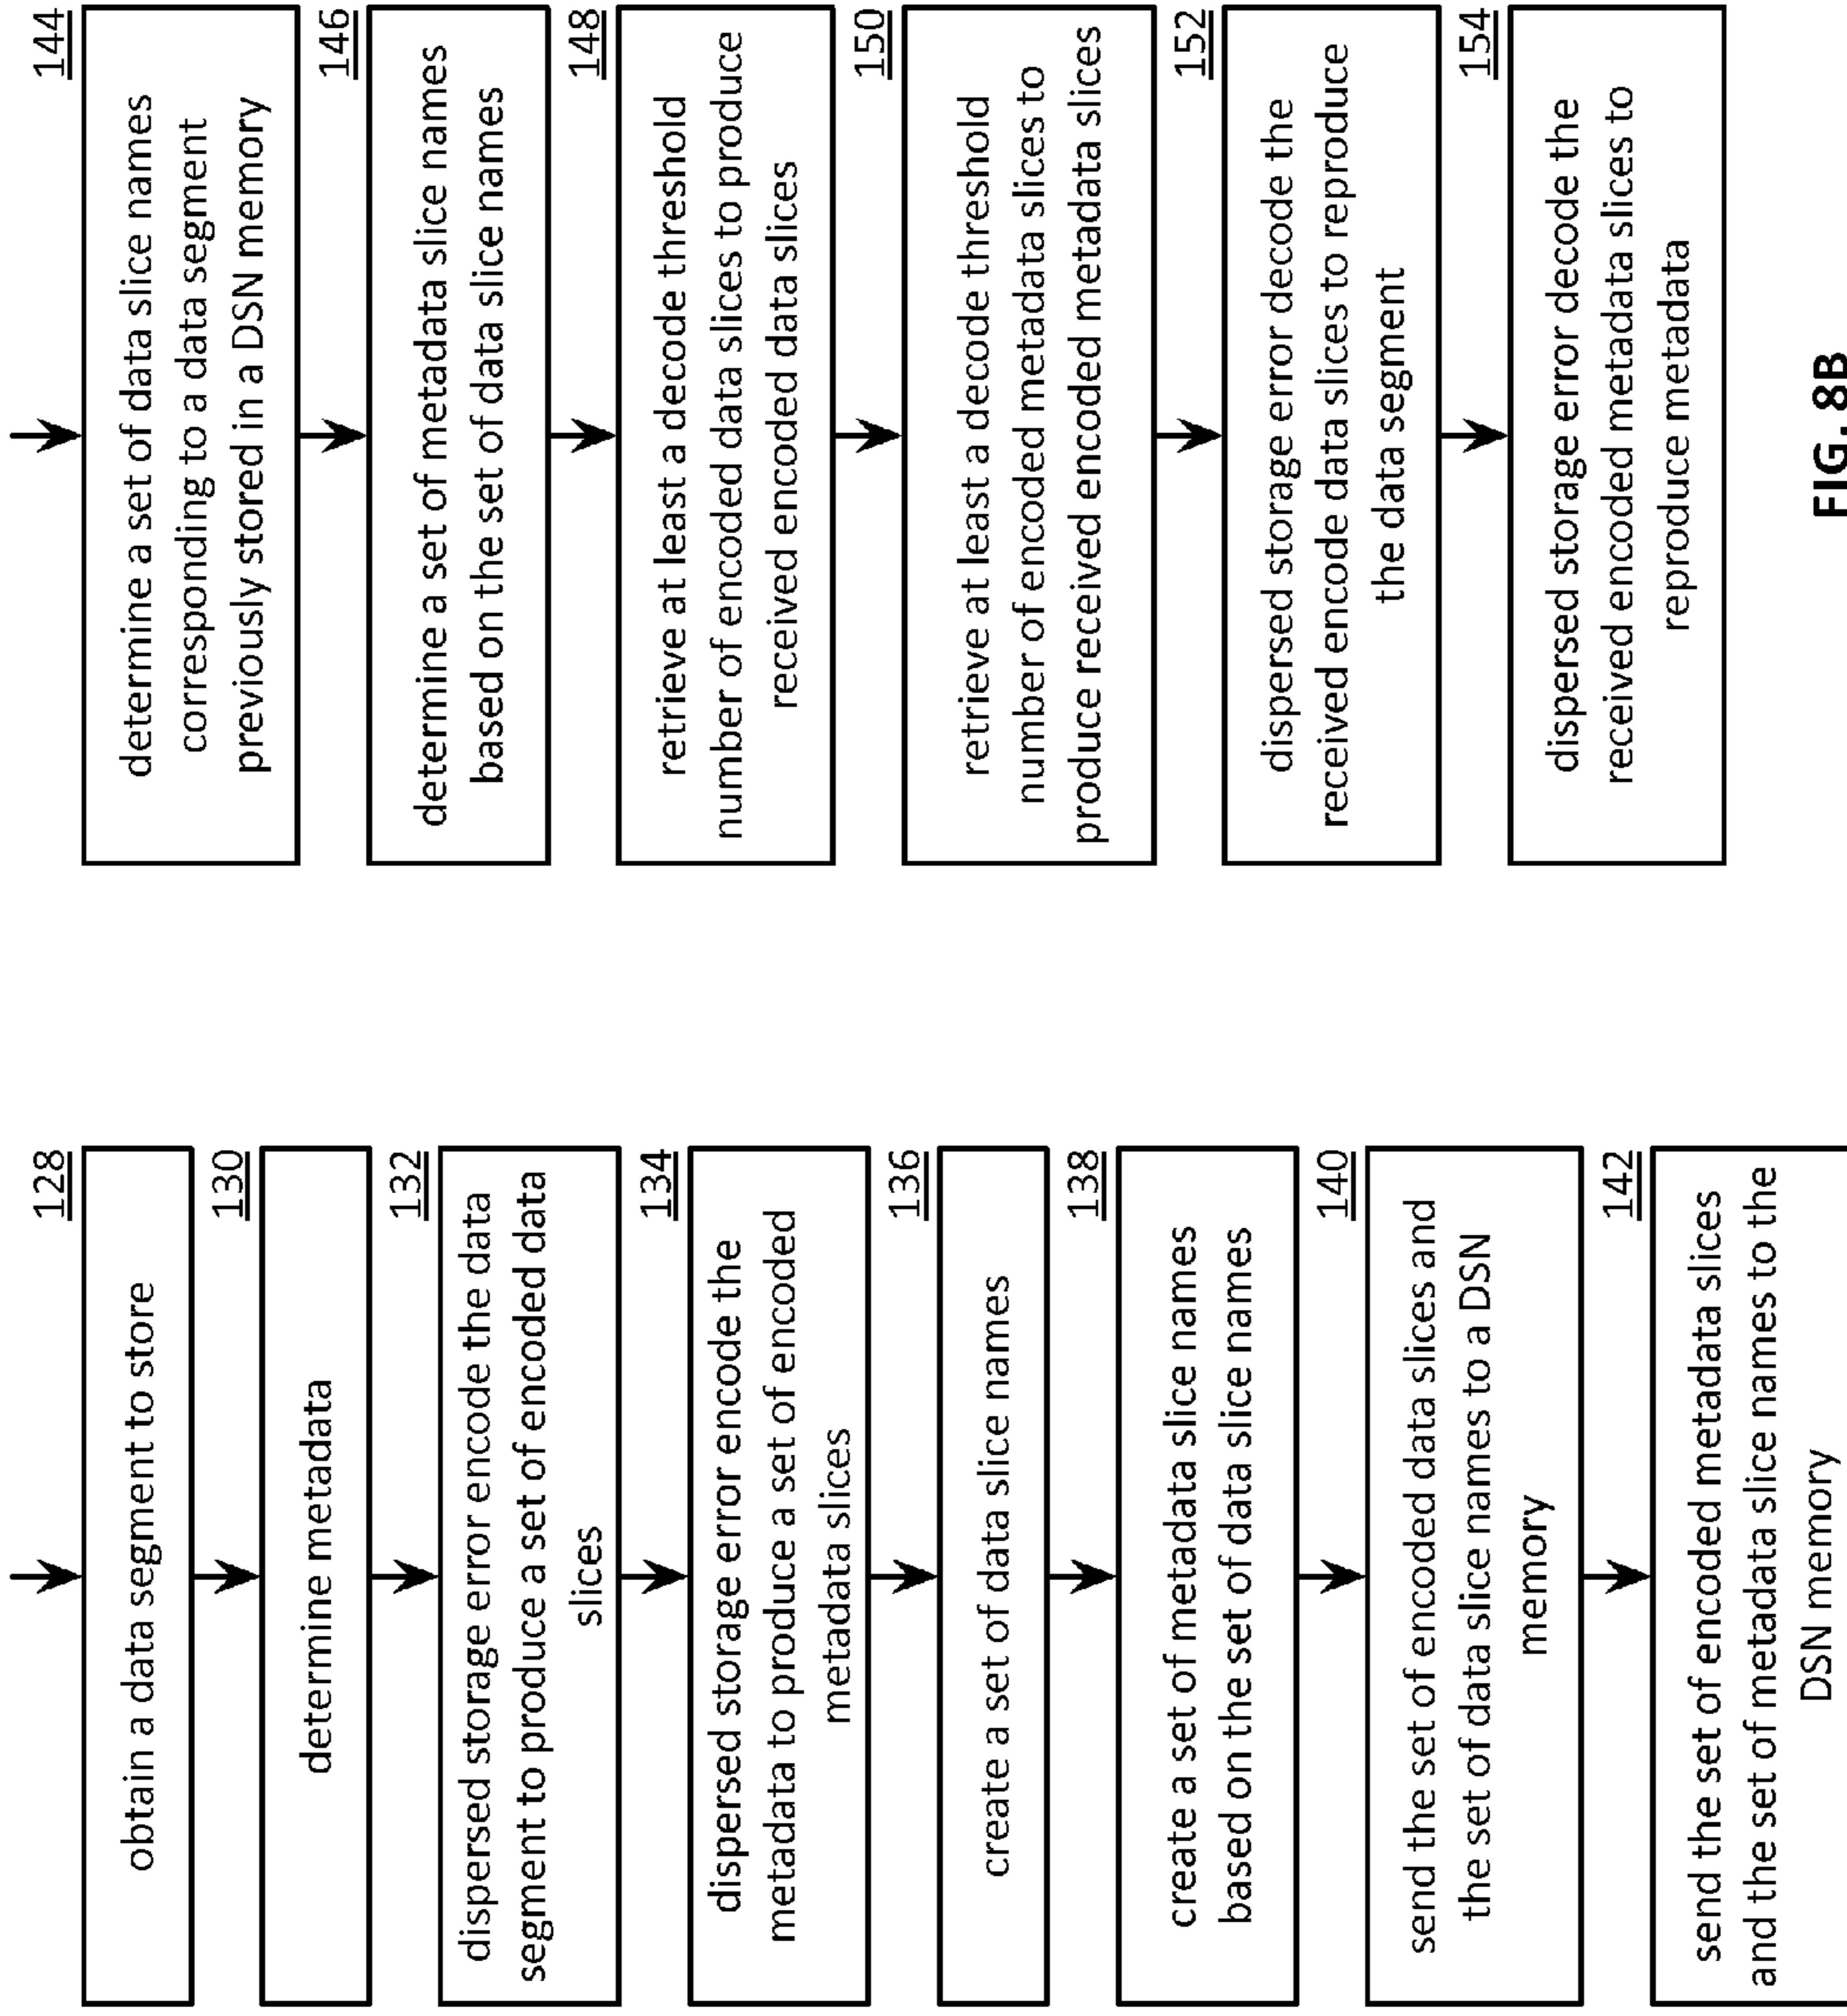 128
obtain a data segment to store
130
determine metadata
132
dispersed storage error encode the data
segment to produce a set of encoded data
slices
134
dispersed storage error encode the
metadata to produce a set of encoded
metadata slices
136
create a set of data slice names
138
create a set of metadata slice names
based on the set of data slice names
140
send the set of encoded data slices and
the set of data slice names to a DSN
memory
142
send the set of encoded metadata slices
and the set of metadata slice names to the
DSN memory
144
determine a set of data slice names
corresponding to a data segment
previously stored in a DSN memory
146
determine a set of metadata slice names
based on the set of data slice names
148
retrieve at least a decode threshold
number of encoded data slices to produce
received encoded data slices
150
retrieve at least a decode threshold
number of encoded metadata slices to
produce received encoded metadata slices
152
dispersed storage error decode the
received encode data slices to reproduce
the data segment
154
dispersed storage error decode the
received encoded metadata slices to
reproduce metadata
FIG. 8B